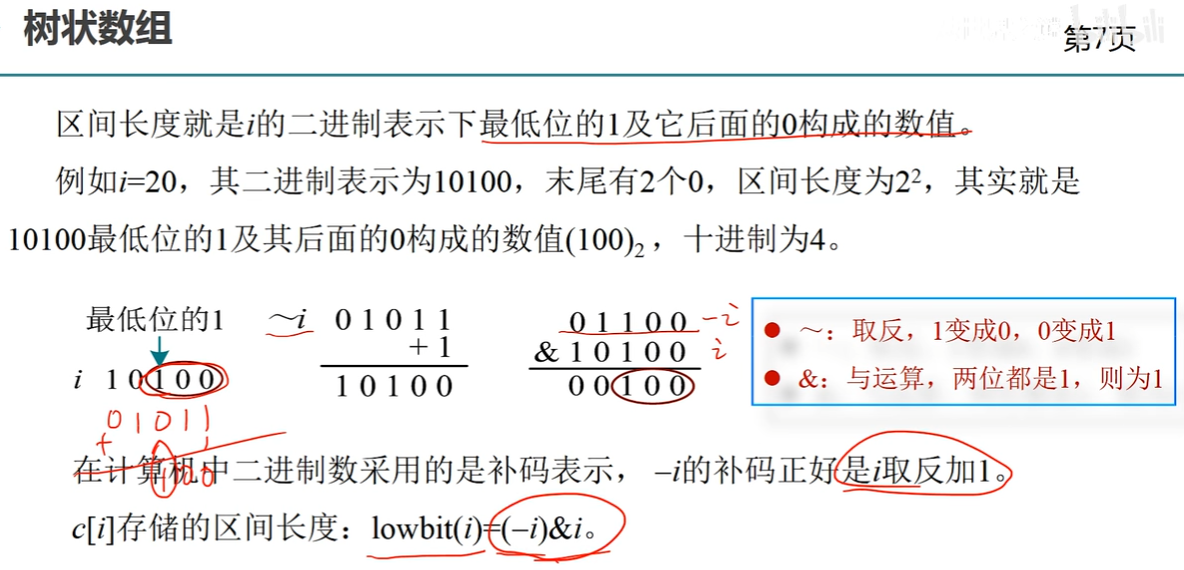 树状数组
第7页
区间长度就是i的二进制表示下最低位的1及它后面的0构成的数值。
例如i=20，其二进制表示为10100，末尾有2个0，区间长度为2²，其实就是
10100最低位的1及其后面的0构成的数值(100)₂，十进制为4。
最低位的1
i 10100
01011
+ 1
100
~i 01011
+1
10100
01100 -i
&10100 i
00100
● ~：取反，1变成0，0变成1
● &：与运算，两位都是1，则为1
在计算机中二进制数采用的是补码表示，–i的补码正好是i取反加1。
c[i]存储的区间长度：lowbit(i)=(–i)&i。